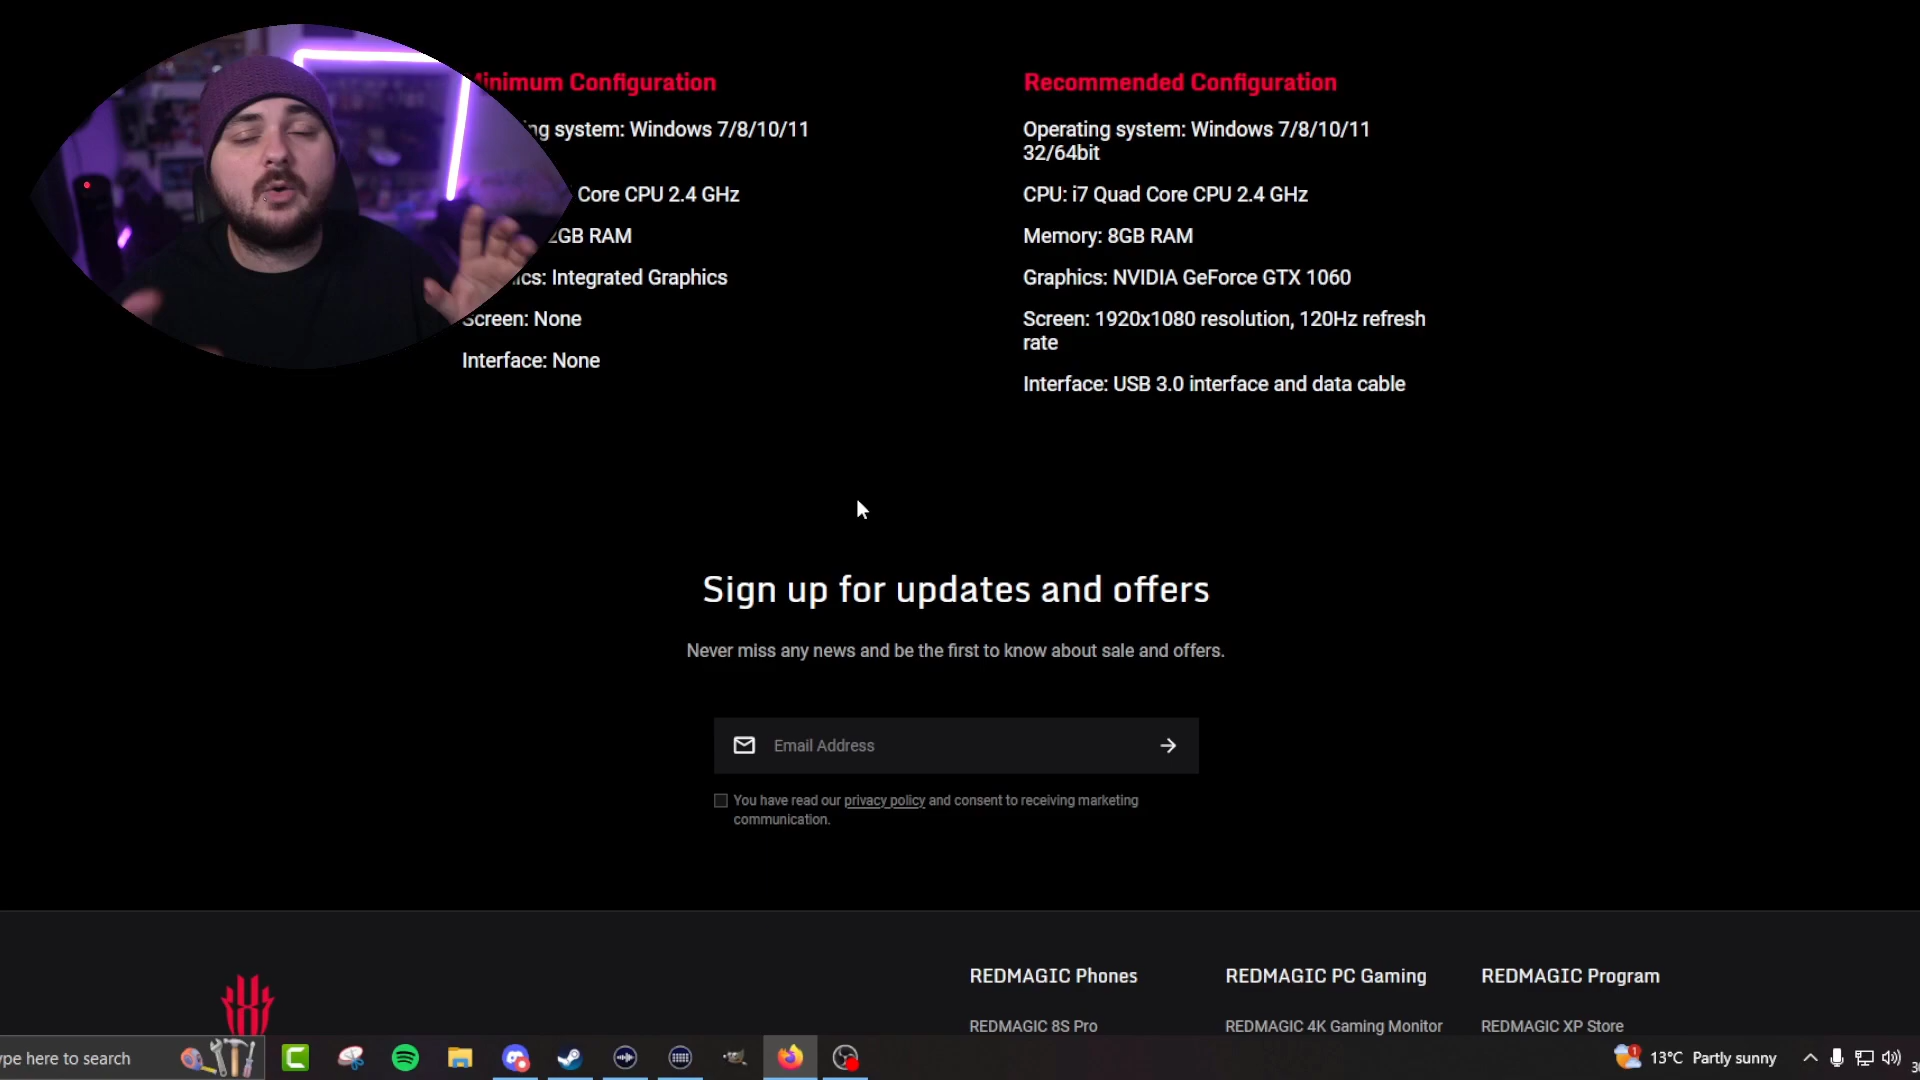 Minimum Configuration
system: Windows 7/8/10/11
Core CPU 2.4 GHz
2GB RAM
Integrated Graphics
Screen: None
Interface: None
Recommended Configuration
Operating system: Windows 7/8/10/11
32/64bit
CPU: i7 Quad Core CPU 2.4 GHz
Memory: 8GB RAM
Graphics: NVIDIA GeForce GTX 1060
Screen: 1920x1080 resolution, 120Hz refresh
rate
Interface: USB 3.0 interface and data cable
Sign up for updates and offers
Never miss any news and be the first to know about sale and offers.
Email Address
You have read our privacy policy and consent to receiving marketing
communication.
REDMAGIC Phones
REDMAGIC 8S Pro
REDMAGIC PC Gaming
REDMAGIC 4K Gaming Monitor
REDMAGIC Program
REDMAGIC XP Store
ype here to search
1
13°C Partly sunny